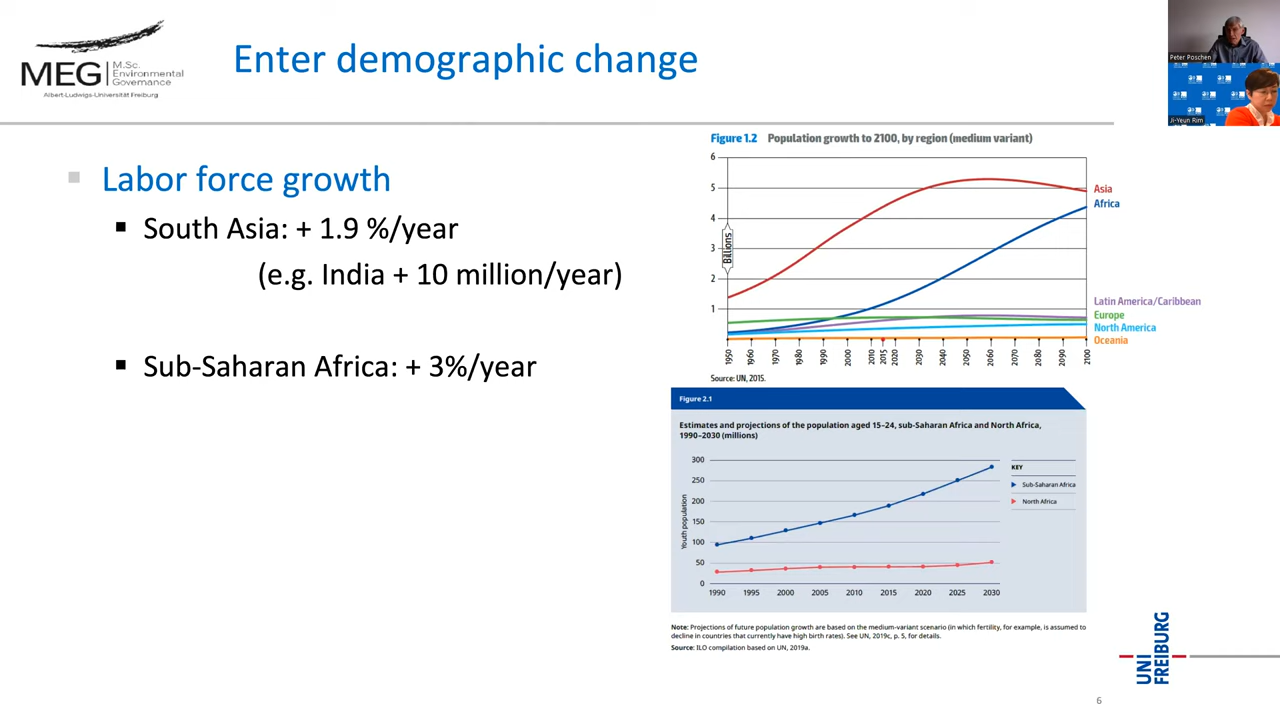 MEG
M.Sc.
Environmental
Governance
Albert-Ludwigs-Universität Freiburg
Enter demographic change
Peter Poschen
Ji-Yeun Rim
Labor force growth
South Asia: + 1.9 %/year
(e.g. India + 10 million/year)
Sub-Saharan Africa: + 3%/year
Figure 1.2 Population growth to 2100, by region (medium variant)
6
5
4
3
2
1
Billions
Asia
Africa
Latin America/Caribbean
Europe
North America
Oceania
1950 1960 1970 1980 1990 2000 2010 2015 2020 2030 2040 2050 2060 2070 2080 2090 2100
Source: UN, 2015.
Figure 2.1
Estimates and projections of the population aged 15–24, sub-Saharan Africa and North Africa,
1990–2030 (millions)
300
250
200
150
100
50
0
Youth population
1990 1995 2000 2005 2010 2015 2020 2025 2030
KEY
Sub-Saharan Africa
North Africa
Note: Projections of future population growth are based on the medium-variant scenario (in which fertility, for example, is assumed to
decline in countries that currently have high birth rates). See UN, 2019c, p. 5, for details.
Source: ILO compilation based on UN, 2019a.
UNI
FREIBURG
6